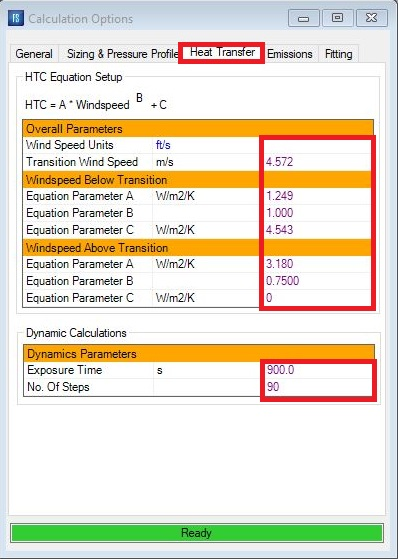 FS Calculation Options
General Sizing & Pressure Profile Heat Transfer Emissions Fitting
HTC Equation Setup
HTC = A * Windspeed B + C
Overall Parameters
Wind Speed Units ft/s
Transition Wind Speed m/s 4.572
Windspeed Below Transition
Equation Parameter A W/m2/K 1.249
Equation Parameter B 1.000
Equation Parameter C W/m2/K 4.543
Windspeed Above Transition
Equation Parameter A W/m2/K 3.180
Equation Parameter B 0.7500
Equation Parameter C W/m2/K 0
Dynamic Calculations
Dynamics Parameters
Exposure Time s 900.0
No. Of Steps 90
Ready